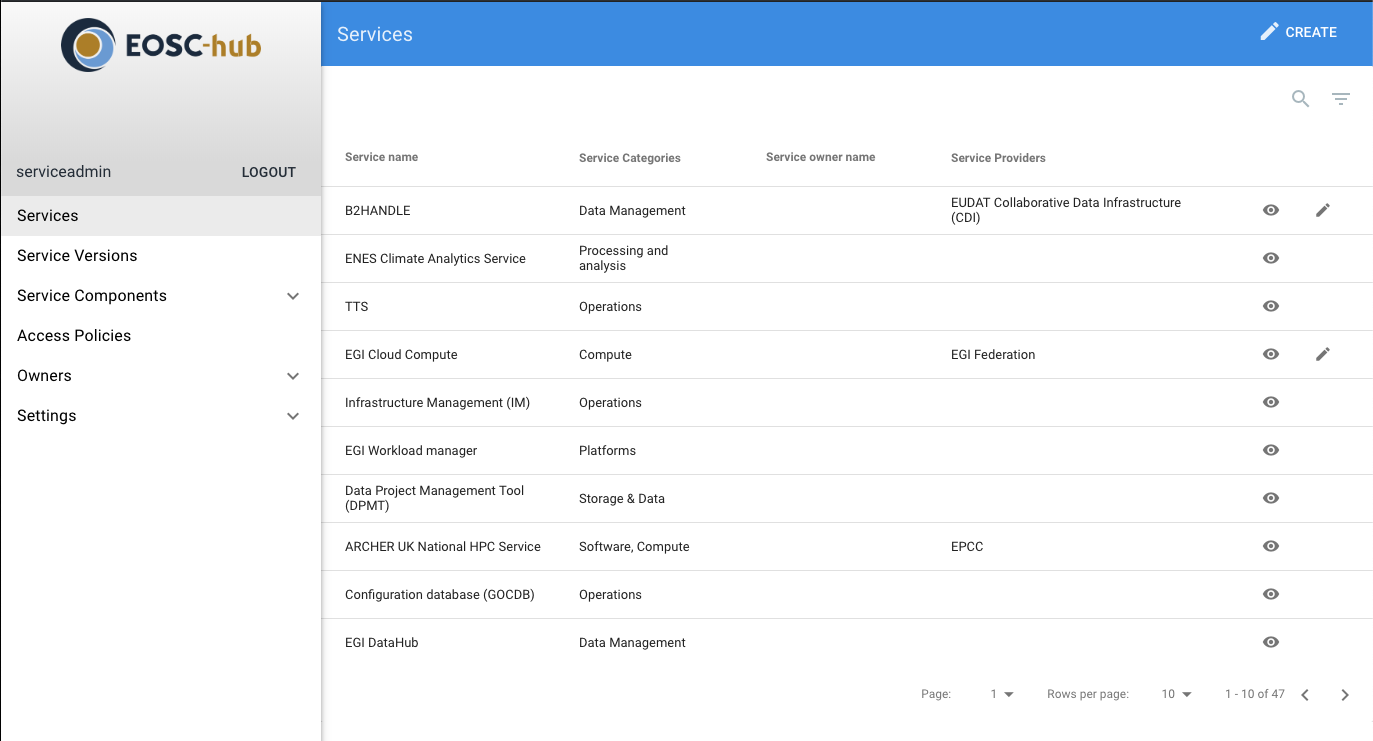 EOSC-hub
Services
CREATE
serviceadmin
LOGOUT
Services
Service Versions
Service Components
Access Policies
Owners
Settings
Service name
Service Categories
Service owner name
Service Providers
B2HANDLE
Data Management
EUDAT Collaborative Data Infrastructure
(CDI)
ENES Climate Analytics Service
Processing and
analysis
TTS
Operations
EGI Cloud Compute
Compute
EGI Federation
Infrastructure Management (IM)
Operations
EGI Workload manager
Platforms
Data Project Management Tool
(DPMT)
Storage & Data
ARCHER UK National HPC Service
Software, Compute
EPCC
Configuration database (GOCDB)
Operations
EGI DataHub
Data Management
Page:
1
Rows per page:
10
1 - 10 of 47